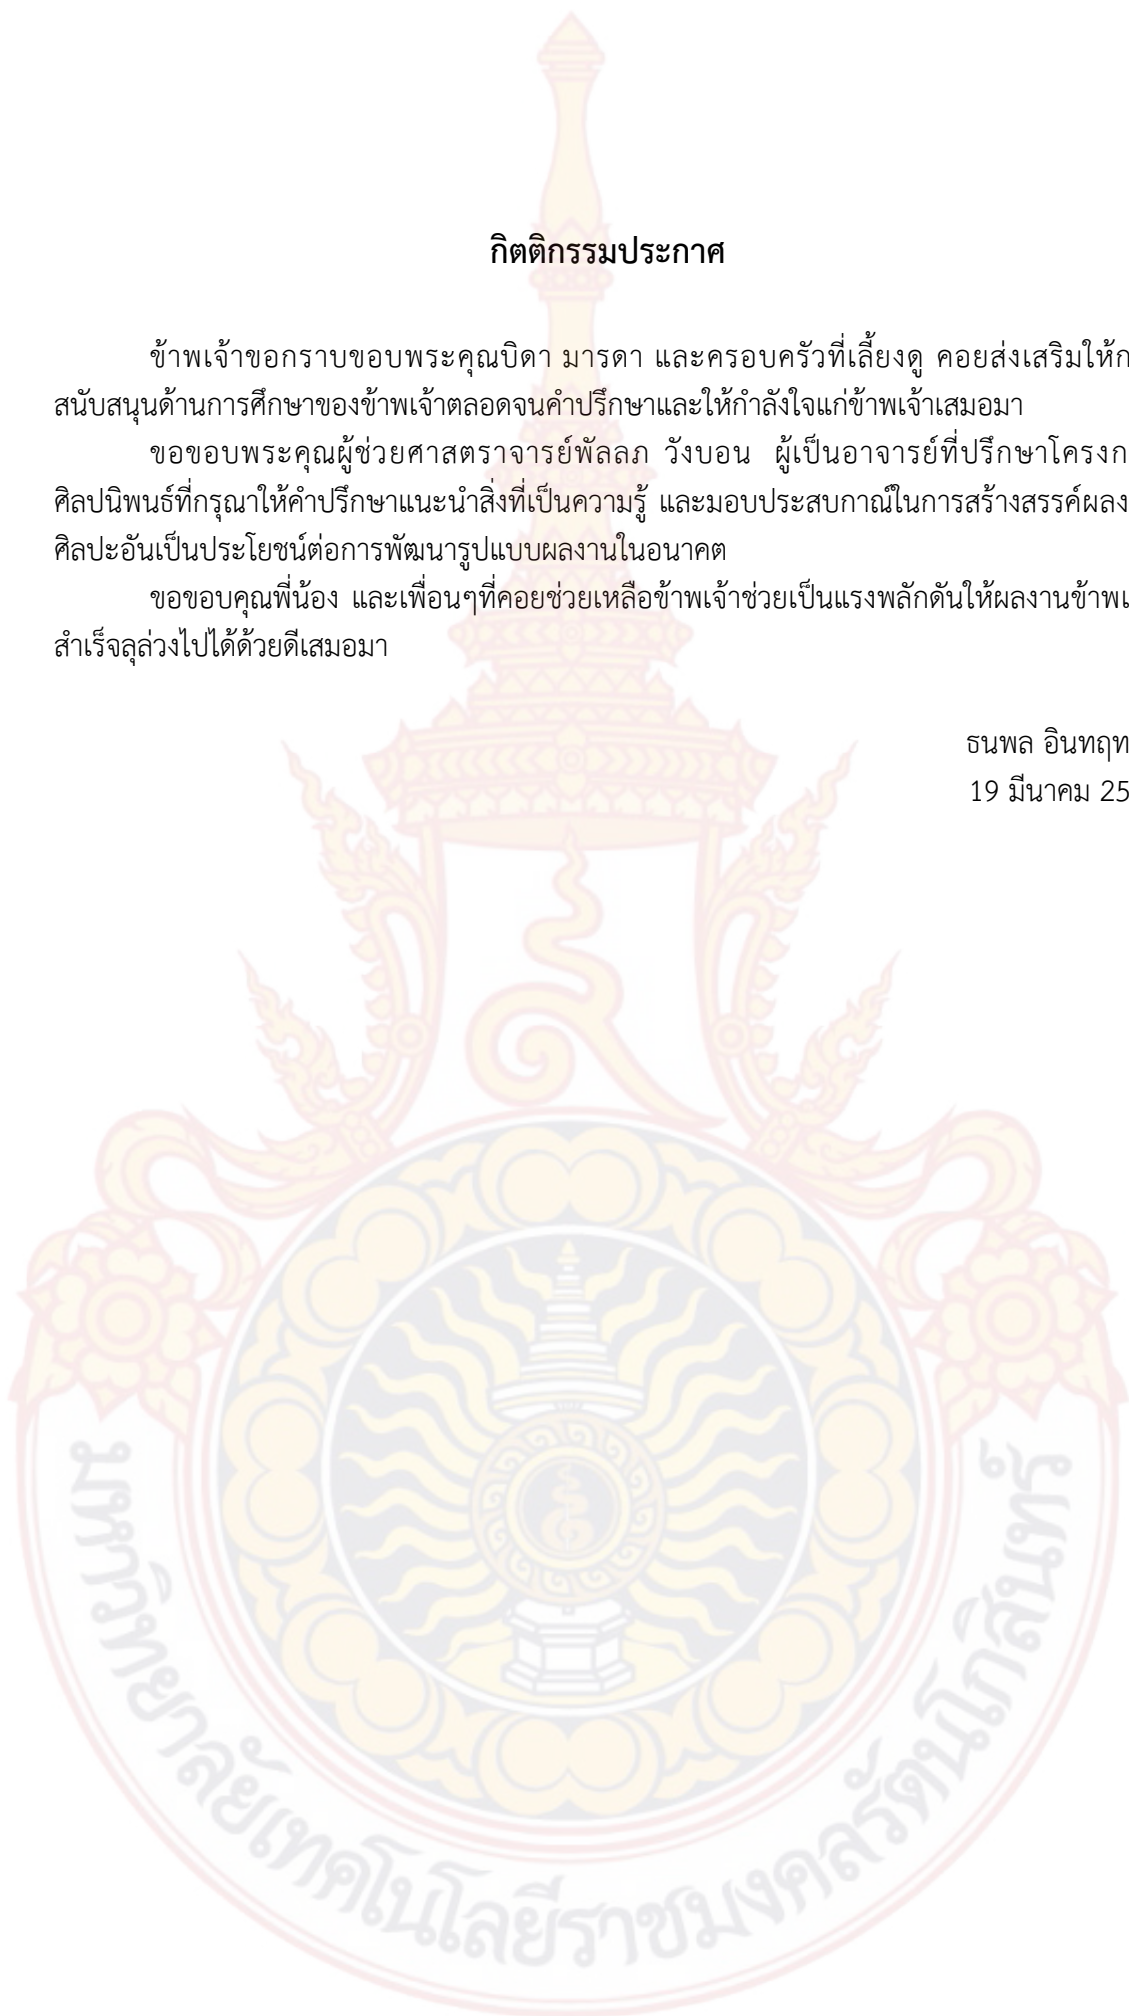 กิตติกรรมประกาศ
ข้าพเจ้าขอกราบขอบพระคุณบิดา มารดา และครอบครัวที่เลี้ยงดู คอยส่งเสริมให้ก
สนับสนุนด้านการศึกษาของข้าพเจ้าตลอดจนคำปรึกษาและให้กำลังใจแก่ข้าพเจ้าเสมอมา
ขอขอบพระคุณผู้ช่วยศาสตราจารย์พัลลภ วังบอน ผู้เป็นอาจารย์ที่ปรึกษาโครงก
ศิลปนิพนธ์ที่กรุณาให้คำปรึกษาแนะนำสิ่งที่เป็นความรู้ และมอบประสบกาณ์ในการสร้างสรรค์ผลง
ศิลปะอันเป็นประโยชน์ต่อการพัฒนารูปแบบผลงานในอนาคต
ขอขอบคุณพี่น้อง และเพื่อนๆที่คอยช่วยเหลือข้าพเจ้าช่วยเป็นแรงพลักดันให้ผลงานข้าพเ
สำเร็จลุล่วงไปได้ด้วยดีเสมอมา
ธนพล อินทฤท
19 มีนาคม 25
มหาวิทยาลัยเทคโนโลยีราชมงคลรัตนโกสินทร์